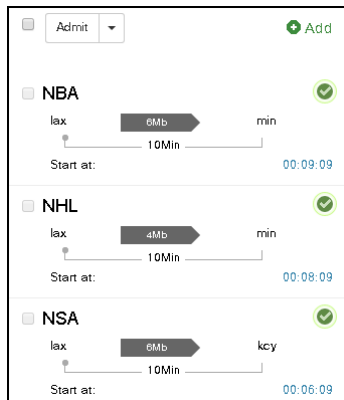 Admit Add
NBA
lax 6Mb min
10Min
Start at: 00:09:09
NHL
lax 4Mb min
10Min
Start at: 00:08:09
NSA
lax 6Mb kcy
10Min
Start at: 00:06:09